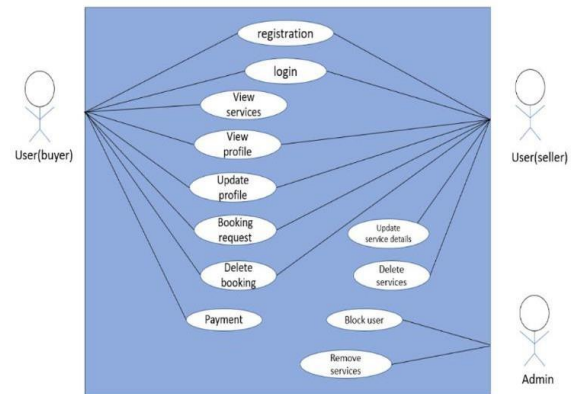 registration
login
View
services
View
profile
Update
profile
Booking
request
Delete
booking
Payment
Update
service details
Delete
services
Block user
Remove
services
User(buyer)
User(seller)
Admin